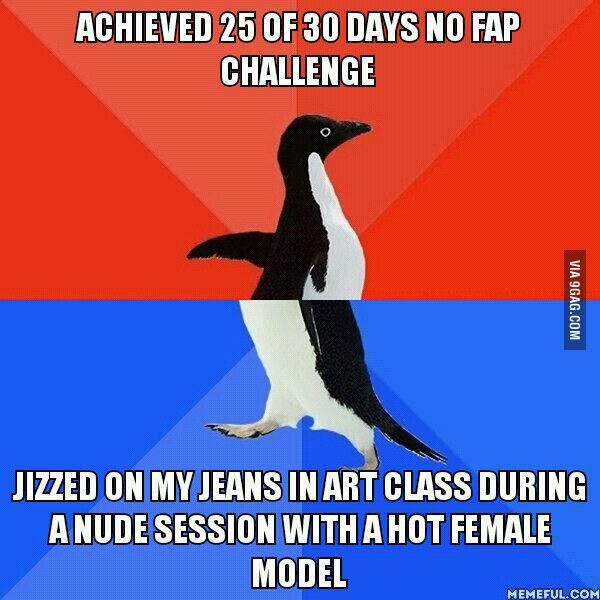 ACHIEVED 25 OF 30 DAYS NO FAP
CHALLENGE
VIA 9GAG.COM
JIZZED ON MY JEANS IN ART CLASS DURING
A NUDE SESSION WITH A HOT FEMALE
MODEL
MEMEFUL.COM